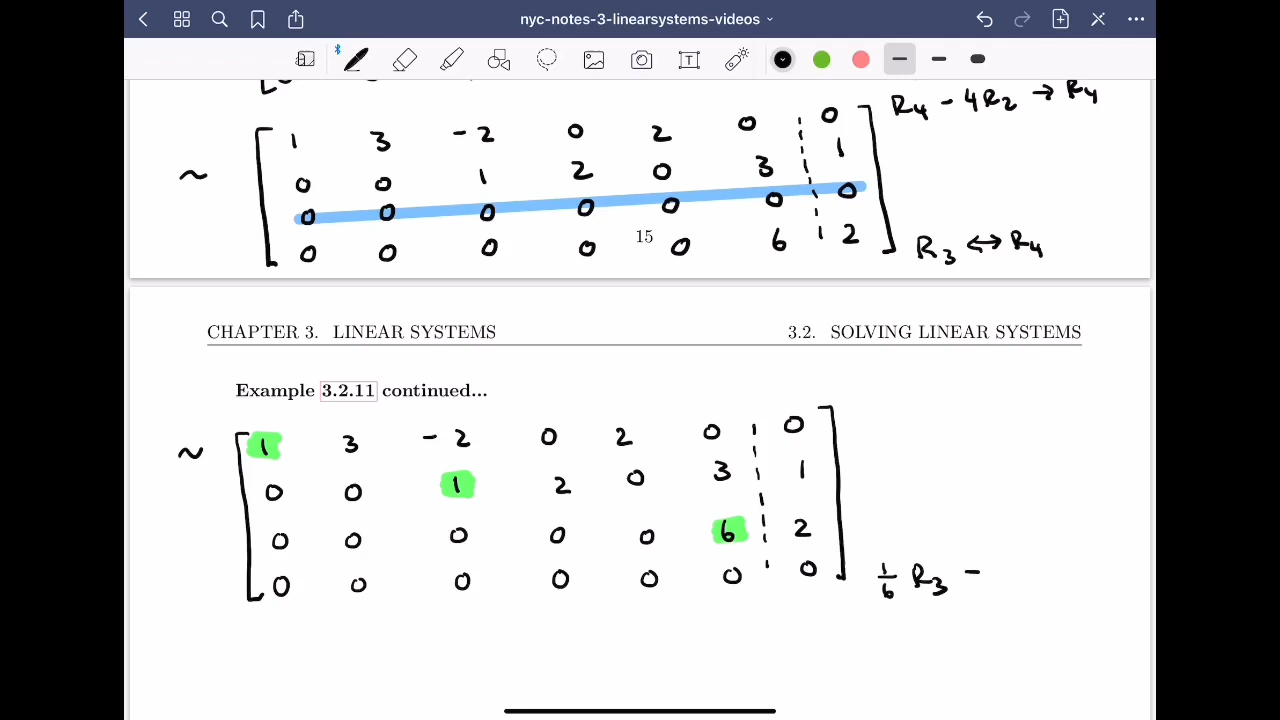 nyc-notes-3-linearsystems-videos
R4 - 4R2 → R4
~ [ 1 3 -2 0 2 0 0 ]
0 0 1 2 0 3 1
0 0 0 0 0 0 0
0 0 0 0 0 6 2
R3 ↔ R4
15
CHAPTER 3. LINEAR SYSTEMS 3.2. SOLVING LINEAR SYSTEMS
Example 3.2.11 continued...
~ [ 1 3 -2 0 2 0 0 ]
0 0 1 2 0 3 1
0 0 0 0 0 6 2
0 0 0 0 0 0 0
1/6 R3 -